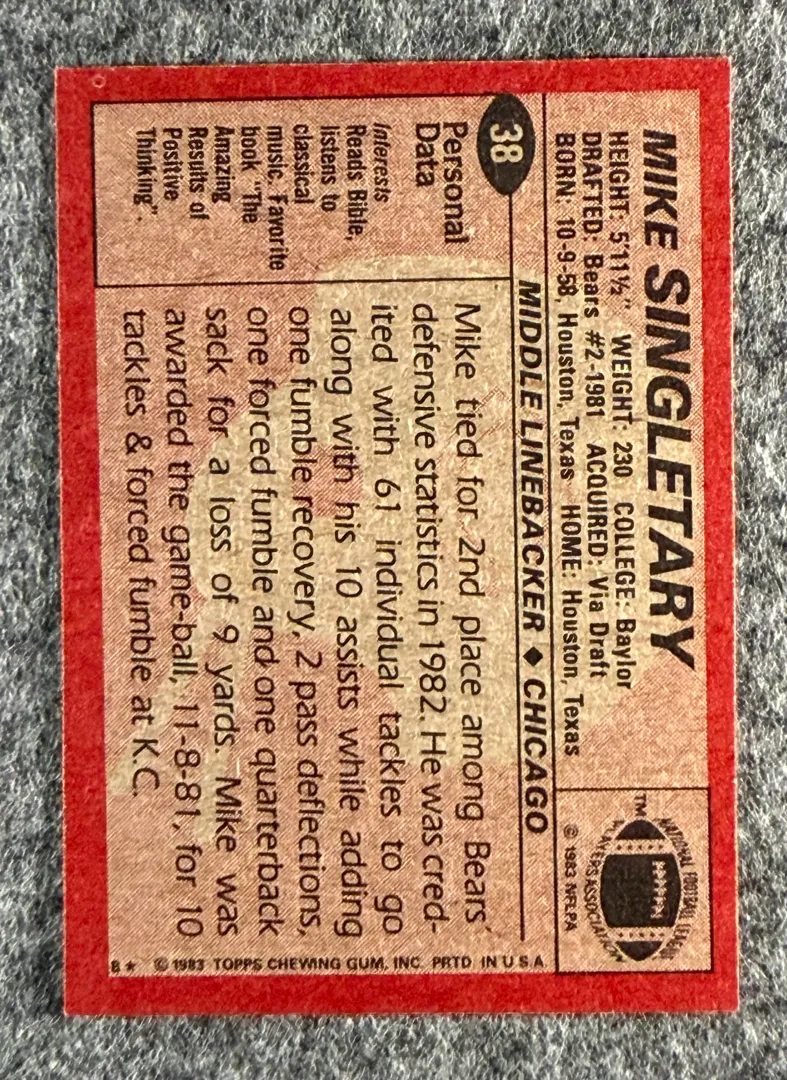 MIKE SINGLETARY
HEIGHT: 5'11½" WEIGHT: 230 COLLEGE: Baylor
DRAFTED: Bears #2-1981 ACQUIRED: Via Draft
BORN: 10-9-58, Houston, Texas HOME: Houston, Texas
NATIONAL FOOTBALL LEAGUE
PLAYERS ASSOCIATION
TM
© 1983 NFLPA
38
MIDDLE LINEBACKER ♦ CHICAGO
Personal
Data
Interests
Reads Bible,
listens to
classical
music. Favorite
book "The
Amazing
Results of
Positive
Thinking".
Mike tied for 2nd place among Bears'
defensive statistics in 1982. He was cred-
ited with 61 individual tackles to go
along with his 10 assists while adding
one fumble recovery, 2 pass deflections,
one forced fumble and one quarterback
sack for a loss of 9 yards. Mike was
awarded the game-ball, 11-8-81, for 10
tackles & forced fumble at K.C.
B★ © 1983 TOPPS CHEWING GUM, INC. PRTD. IN U.S.A.